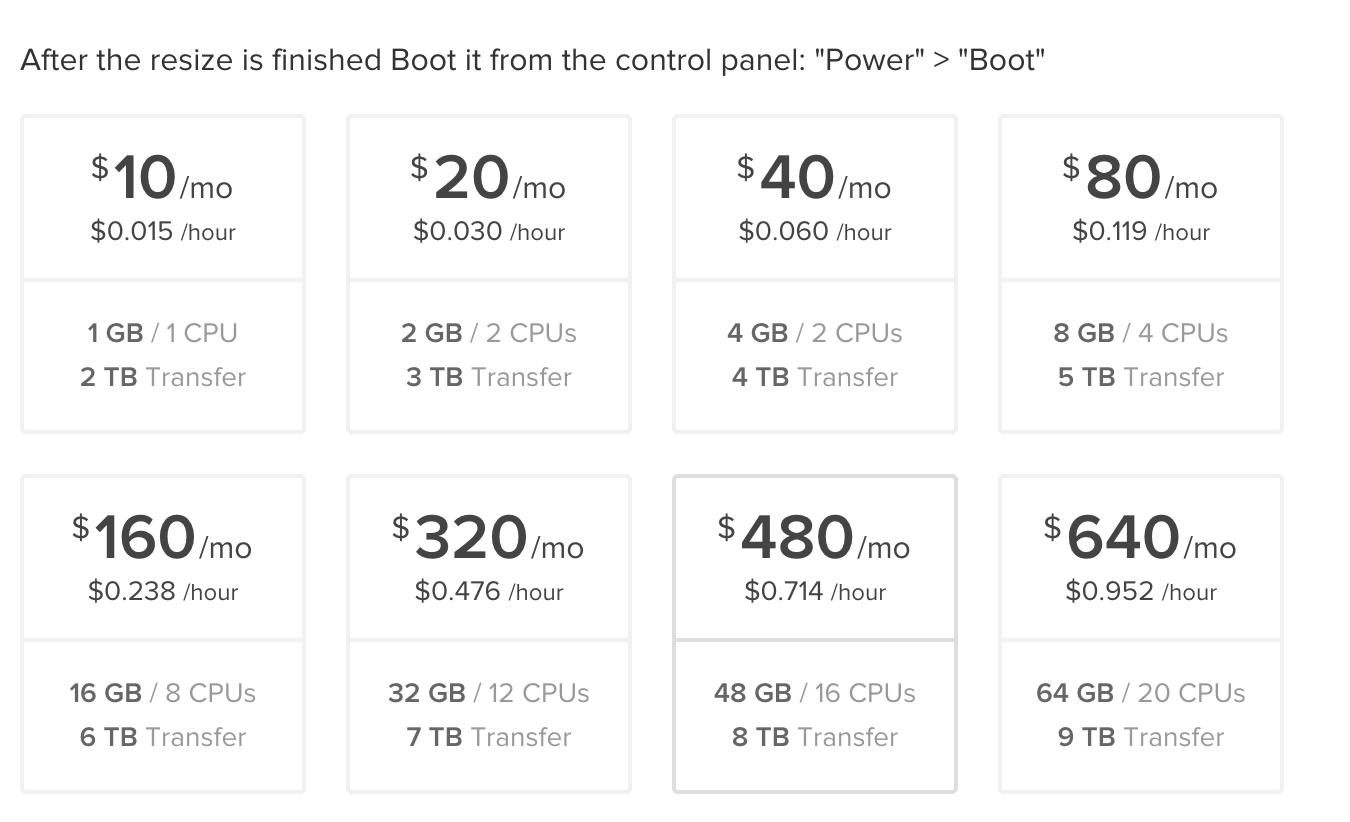 After the resize is finished Boot it from the control panel: "Power" > "Boot"
$10/mo
$0.015 /hour
1 GB / 1 CPU
2 TB Transfer
$20/mo
$0.030 /hour
2 GB / 2 CPUs
3 TB Transfer
$40/mo
$0.060 /hour
4 GB / 2 CPUs
4 TB Transfer
$80/mo
$0.119 /hour
8 GB / 4 CPUs
5 TB Transfer
$160/mo
$0.238 /hour
16 GB / 8 CPUs
6 TB Transfer
$320/mo
$0.476 /hour
32 GB / 12 CPUs
7 TB Transfer
$480/mo
$0.714 /hour
48 GB / 16 CPUs
8 TB Transfer
$640/mo
$0.952 /hour
64 GB / 20 CPUs
9 TB Transfer